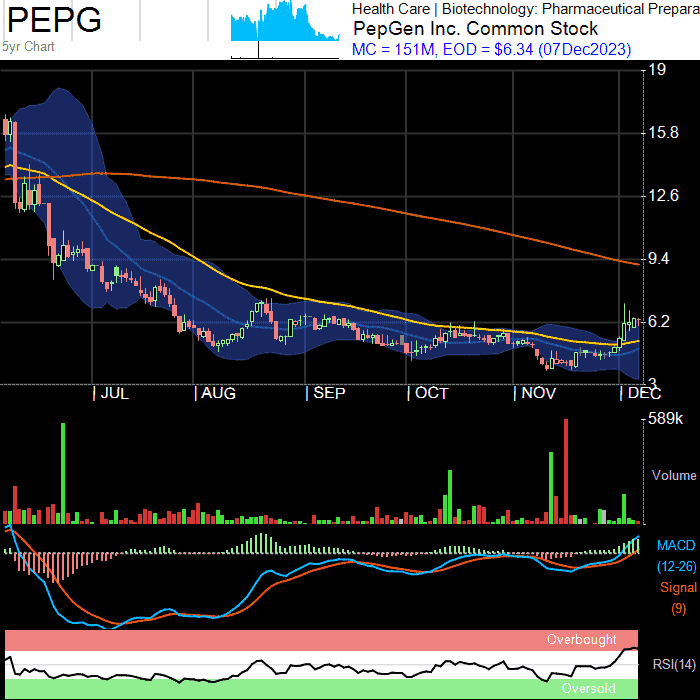 PEPG
Health Care | Biotechnology: Pharmaceutical Prepara
PepGen Inc. Common Stock
5yr Chart
MC = 151M, EOD = $6.34 (07Dec2023)
19
15.8
12.6
9.4
6.2
3
JUL
AUG
SEP
OCT
NOV
DEC
589k
Volume
MACD
(12-26)
Signal
(9)
Overbought
RSI(14)
Oversold